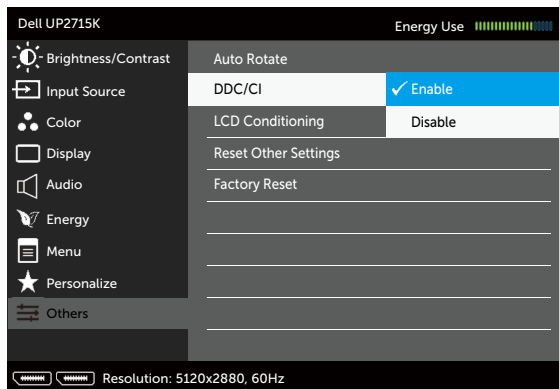 Dell UP2715K
Energy Use
Brightness/Contrast
Auto Rotate
Input Source
DDC/CI
Enable
Color
LCD Conditioning
Disable
Display
Reset Other Settings
Audio
Factory Reset
Energy
Menu
Personalize
Others
Resolution: 5120x2880, 60Hz